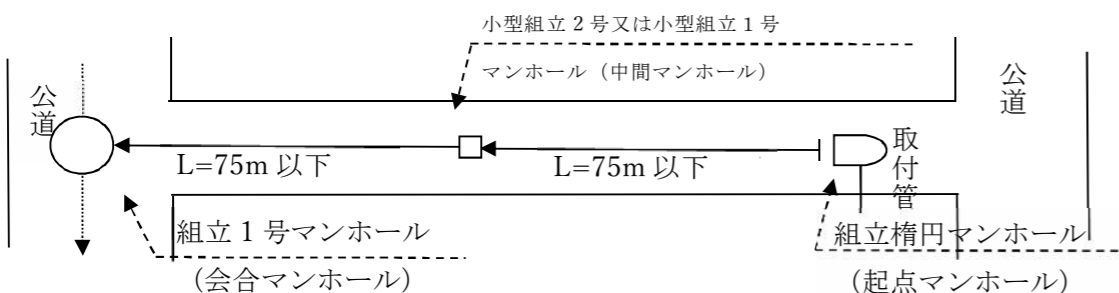 小型組立2号又は小型組立1号
マンホール（中間マンホール）
公道
公道
取付管
L=75m 以下
L=75m 以下
組立1号マンホール
（会合マンホール）
組立楕円マンホール
（起点マンホール）